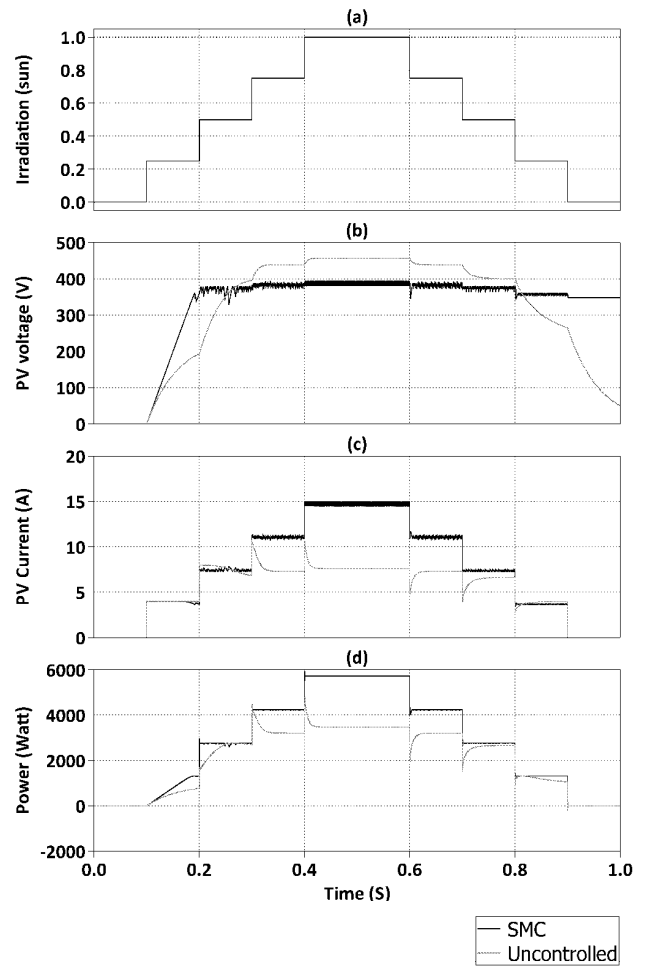 (a)
1.0
0.8
0.6
0.4
0.2
0.0
Irradiation (sun)
(b)
500
400
300
200
100
0
PV voltage (V)
(c)
20
15
10
5
0
PV Current (A)
(d)
6000
4000
2000
0
-2000
Power (Watt)
0.0 0.2 0.4 0.6 0.8 1.0
Time (S)
SMC
Uncontrolled